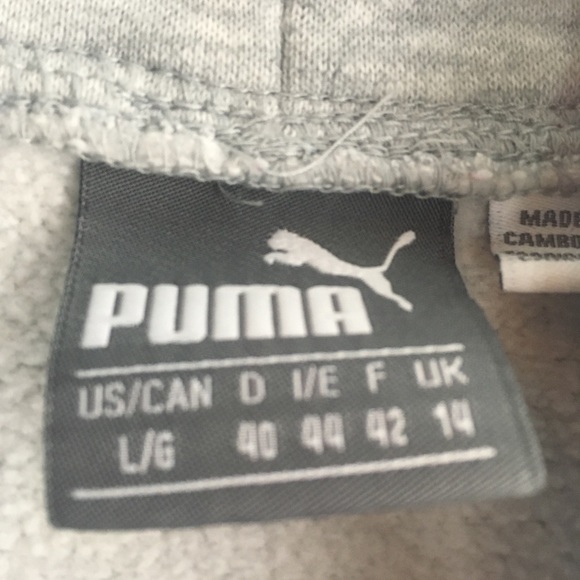 PUMA
US/CAN D I/E F UK
L/G 40 44 42 14
MADE
CAMBO